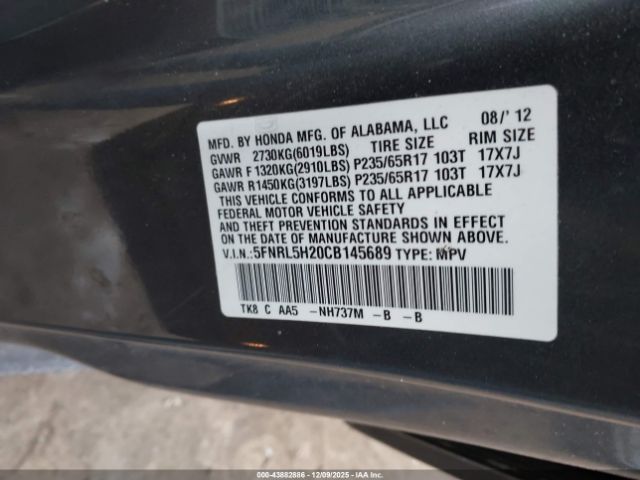 MFD. BY HONDA MFG. OF ALABAMA, LLC 08/' 12
GVWR 2730KG(6019LBS) TIRE SIZE RIM SIZE
GAWR F 1320KG(2910LBS) P235/65R17 103T 17X7J
GAWR R1450KG(3197LBS) P235/65R17 103T 17X7J
THIS VEHICLE CONFORMS TO ALL APPLICABLE
FEDERAL MOTOR VEHICLE SAFETY
AND THEFT PREVENTION STANDARDS IN EFFECT
ON THE DATE OF MANUFACTURE SHOWN ABOVE.
V.I.N.: 5FNRL5H20CB145689 TYPE: MPV
TK8 C AA5 -NH737M -B -B
000-43882886 - 12/09/2025 - IAAI.COM